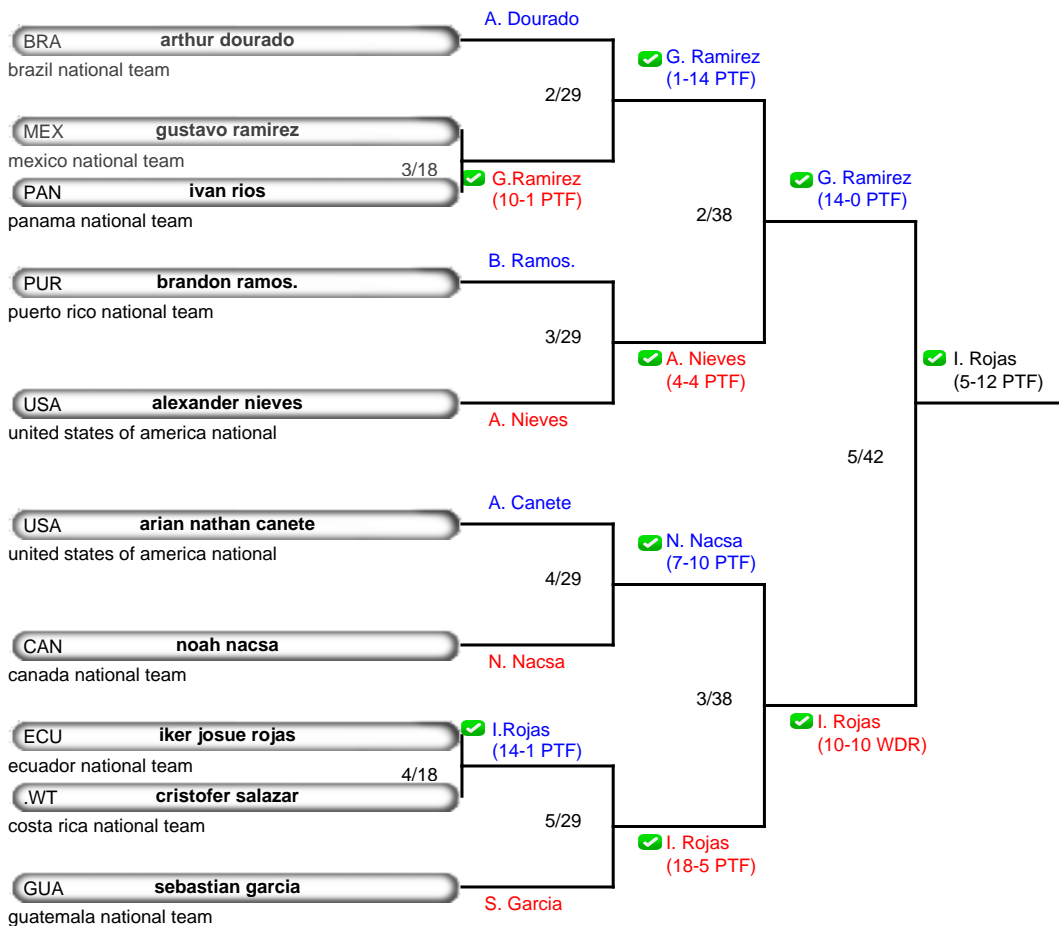 A. Dourado
BRA arthur dourado
brazil national team
G. Ramirez
(1-14 PTF)
2/29
MEX gustavo ramirez
mexico national team
3/18
G.Ramirez
(10-1 PTF)
PAN ivan rios
panama national team
G. Ramirez
(14-0 PTF)
2/38
B. Ramos.
PUR brandon ramos.
puerto rico national team
3/29
A. Nieves
(4-4 PTF)
I. Rojas
(5-12 PTF)
USA alexander nieves
A. Nieves
united states of america national
5/42
A. Canete
USA arian nathan canete
united states of america national
N. Nacsa
(7-10 PTF)
4/29
CAN noah nacsa
N. Nacsa
canada national team
3/38
I. Rojas
(10-10 WDR)
ECU iker josue rojas
I.Rojas
(14-1 PTF)
ecuador national team
4/18
.WT cristofer salazar
costa rica national team
5/29
I. Rojas
(18-5 PTF)
GUA sebastian garcia
S. Garcia
guatemala national team